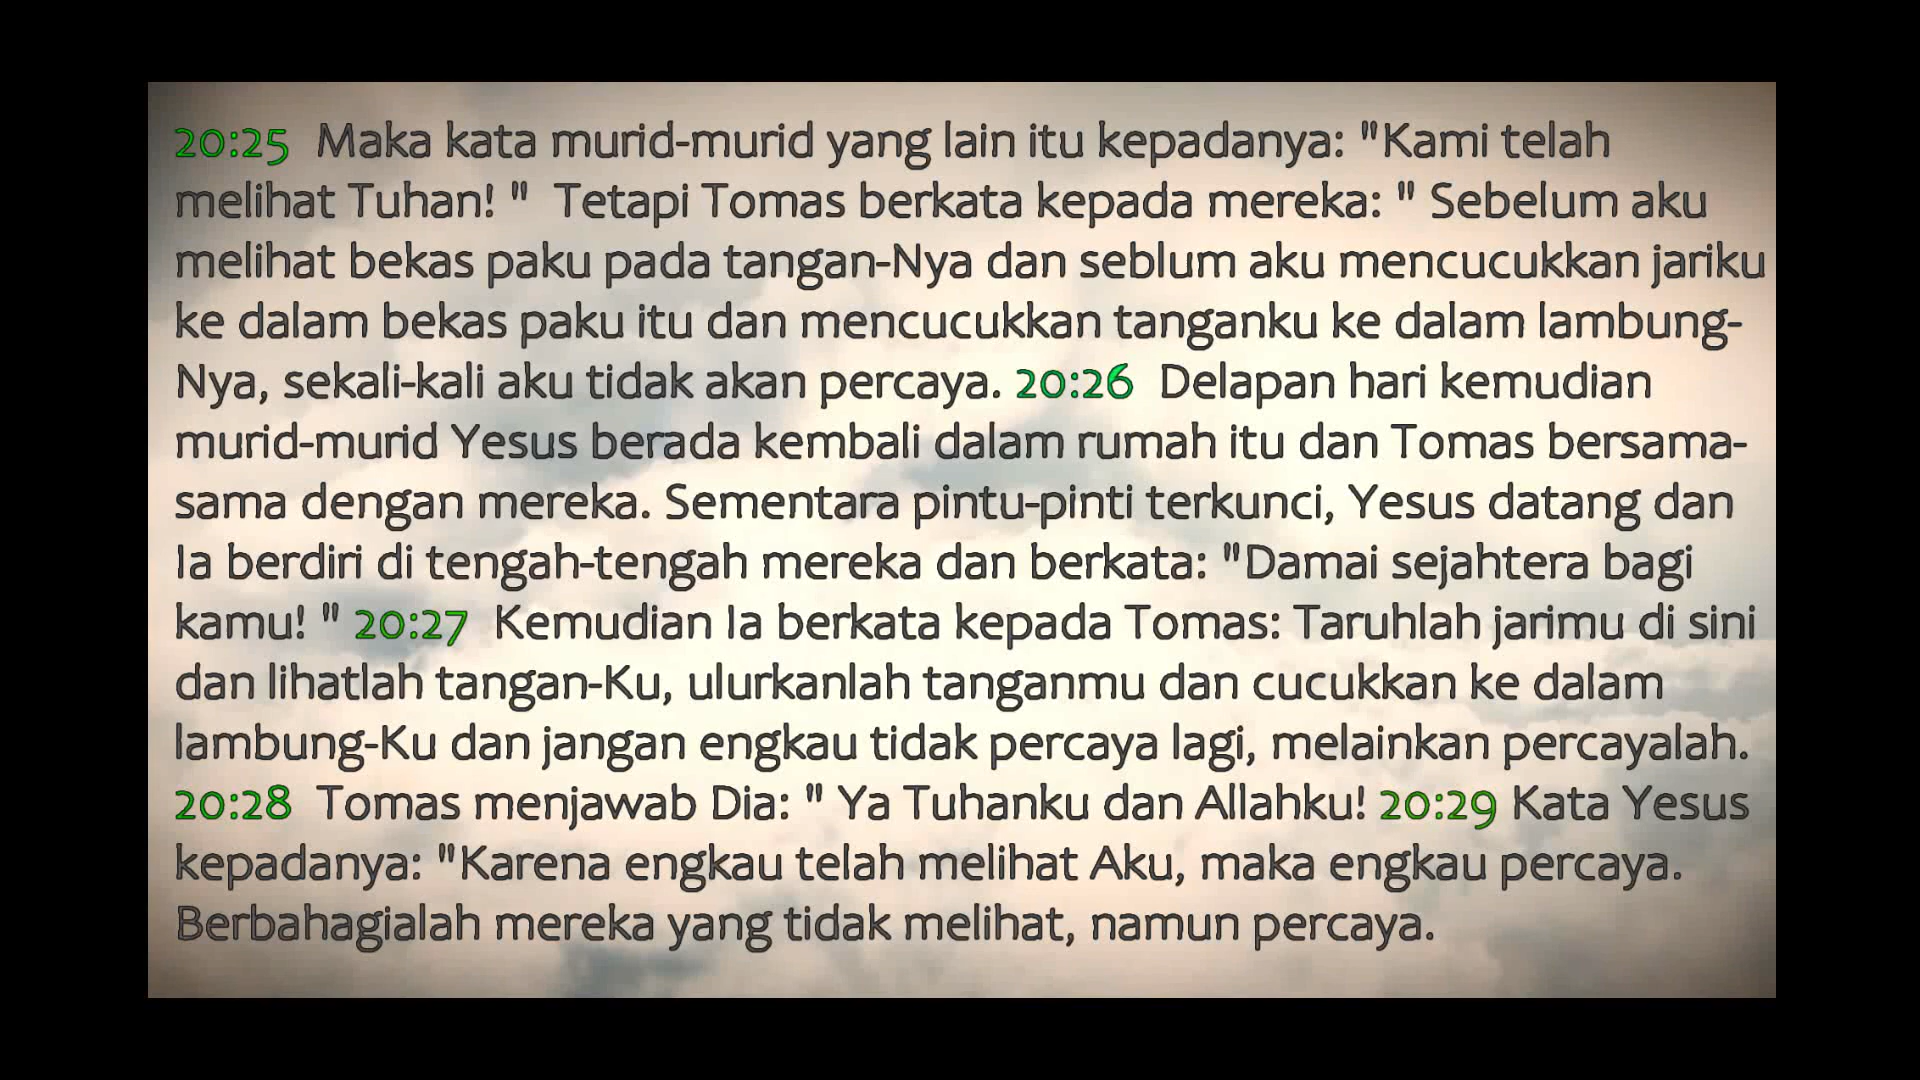 20:25 Maka kata murid-murid yang lain itu kepadanya: "Kami telah
melihat Tuhan! " Tetapi Tomas berkata kepada mereka: " Sebelum aku
melihat bekas paku pada tangan-Nya dan seblum aku mencucukkan jariku
ke dalam bekas paku itu dan mencucukkan tanganku ke dalam lambung-
Nya, sekali-kali aku tidak akan percaya. 20:26 Delapan hari kemudian
murid-murid Yesus berada kembali dalam rumah itu dan Tomas bersama-
sama dengan mereka. Sementara pintu-pinti terkunci, Yesus datang dan
Ia berdiri di tengah-tengah mereka dan berkata: "Damai sejahtera bagi
kamu! " 20:27 Kemudian Ia berkata kepada Tomas: Taruhlah jarimu di sini
dan lihatlah tangan-Ku, ulurkanlah tanganmu dan cucukkan ke dalam
lambung-Ku dan jangan engkau tidak percaya lagi, melainkan percayalah.
20:28 Tomas menjawab Dia: " Ya Tuhanku dan Allahku! 20:29 Kata Yesus
kepadanya: "Karena engkau telah melihat Aku, maka engkau percaya.
Berbahagialah mereka yang tidak melihat, namun percaya.